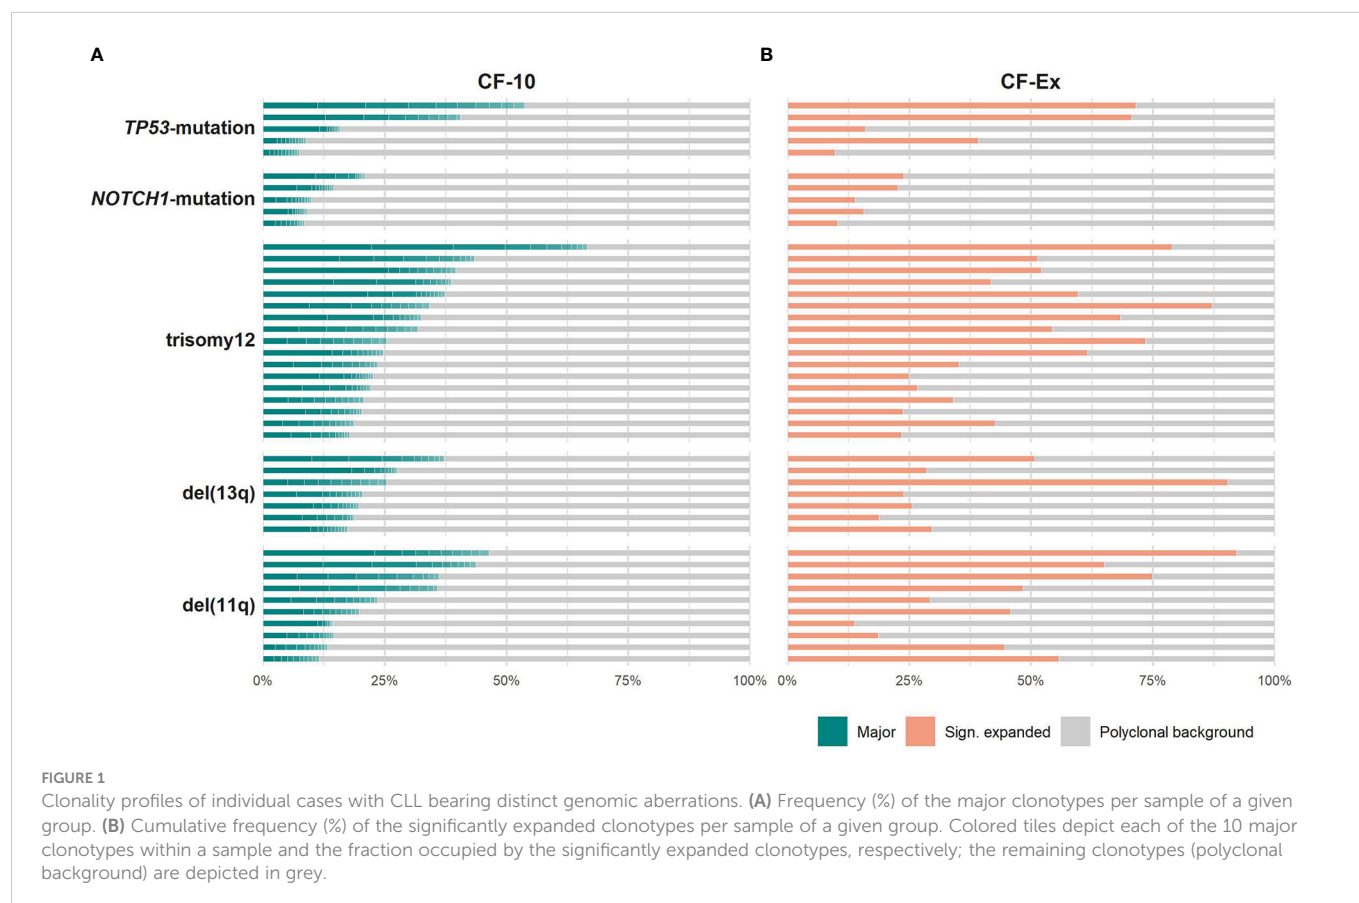 A
B
CF-10
CF-Ex
TP53-mutation
NOTCH1-mutation
trisomy12
del(13q)
del(11q)
0% 25% 50% 75% 100% 0% 25% 50% 75% 100%
Major Sign. expanded Polyclonal background
FIGURE 1
Clonality profiles of individual cases with CLL bearing distinct genomic aberrations. (A) Frequency (%) of the major clonotypes per sample of a given
group. (B) Cumulative frequency (%) of the significantly expanded clonotypes per sample of a given group. Colored tiles depict each of the 10 major
clonotypes within a sample and the fraction occupied by the significantly expanded clonotypes, respectively; the remaining clonotypes (polyclonal
background) are depicted in grey.